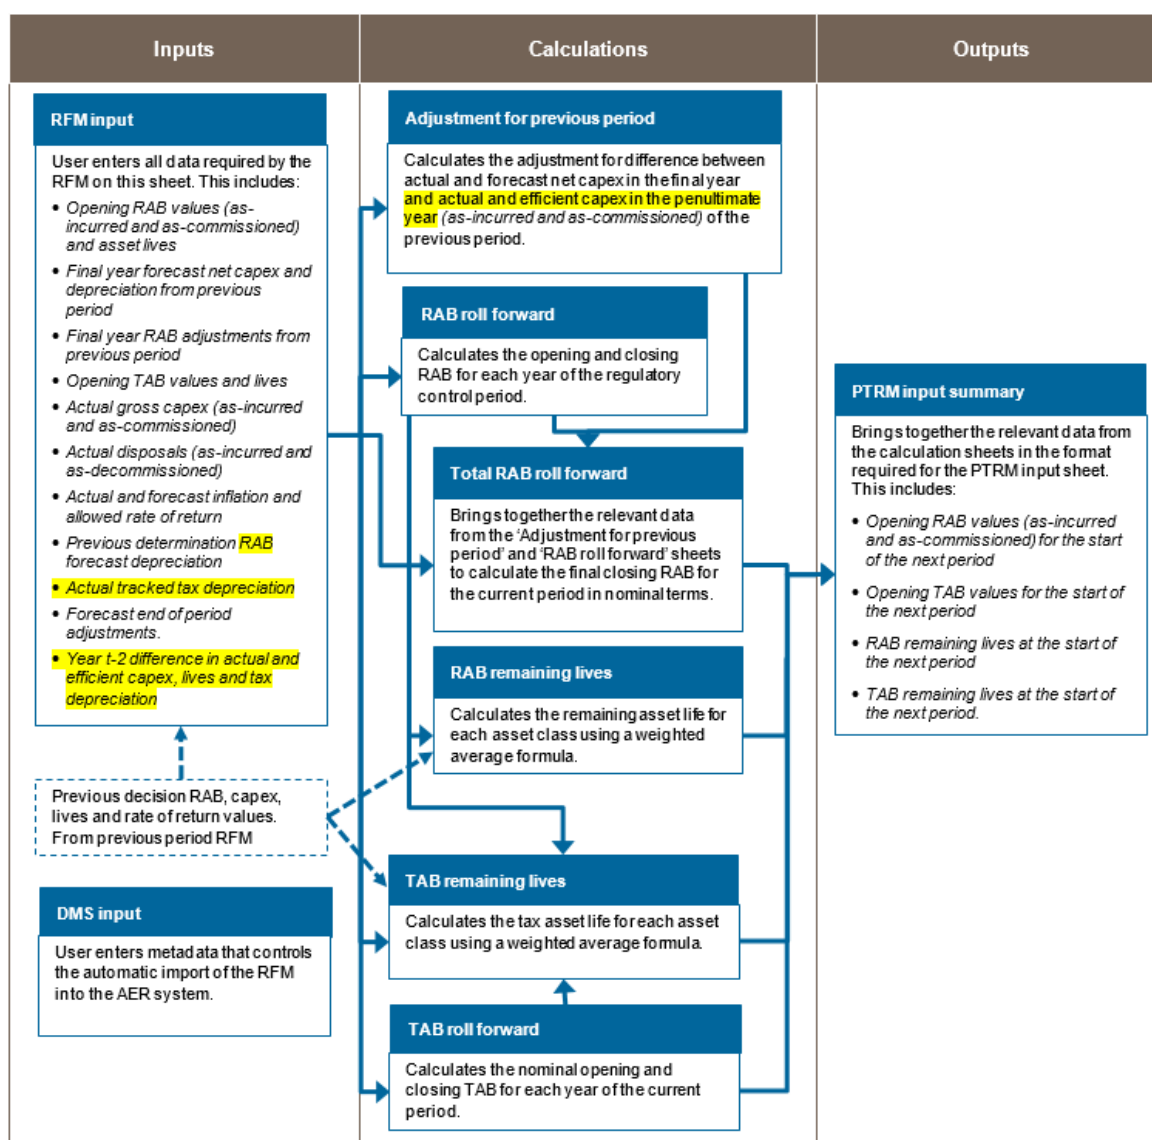 Inputs
Calculations
Outputs
RFM input
User enters all data required by the
RFM on this sheet. This includes:
• Opening RAB values (as-
incurred and as-commissioned)
and asset lives
• Final year forecast net capex and
depreciation from previous
period
• Final year RAB adjustments from
previous period
• Opening TAB values and lives
• Actual gross capex (as-incurred
and as-commissioned)
• Actual disposals (as-incurred and
as-decommissioned)
• Actual and forecast inflation and
allowed rate of return
• Previous determination RAB
forecast depreciation
• Actual tracked tax depreciation
• Forecast end of period
adjustments.
• Year t-2 difference in actual and
efficient capex, lives and tax
depreciation
Previous decision RAB, capex,
lives and rate of return values.
From previous period RFM
DMS input
User enters metadata that controls
the automatic import of the RFM
into the AER system.
Adjustment for previous period
Calculates the adjustment for difference between
actual and forecast net capex in the final year
and actual and efficient capex in the penultimate
year (as-incurred and as-commissioned) of the
previous period.
RAB roll forward
Calculates the opening and closing
RAB for each year of the regulatory
control period.
Total RAB roll forward
Brings together the relevant data
from the ‘Adjustment for previous
period’ and ‘RAB roll forward’ sheets
to calculate the final closing RAB for
the current period in nominal terms.
RAB remaining lives
Calculates the remaining asset life for
each asset class using a weighted
average formula.
TAB remaining lives
Calculates the tax asset life for each asset
class using a weighted average formula.
TAB roll forward
Calculates the nominal opening and
closing TAB for each year of the current
period.
PTRM input summary
Brings together the relevant data from
the calculation sheets in the format
required for the PTRM input sheet.
This includes:
• Opening RAB values (as-incurred
and as-commissioned) for the start
of the next period
• Opening TAB values for the start of
the next period
• RAB remaining lives at the start of
the next period
• TAB remaining lives at the start of
the next period.